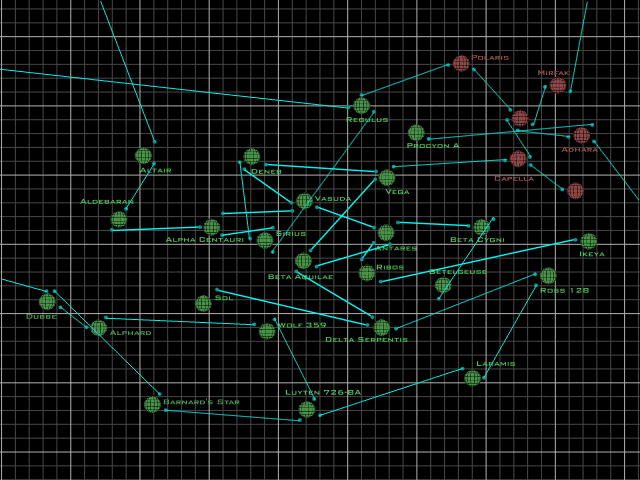 Polaris
Mirfak
Regulus
Procyon A
Adhara
Altair
Deneb
Capella
Vega
Aldebaran
Vasuda
Sirius
Alpha Centauri
Beta Cygni
Antares
Ikeya
Ribos
Beta Aquilae
Betelgeuse
Ross 128
Sol
Dubbe
Alphard
Wolf 359
Delta Serpentis
Laramis
Luyten 726-8A
Barnard's Star